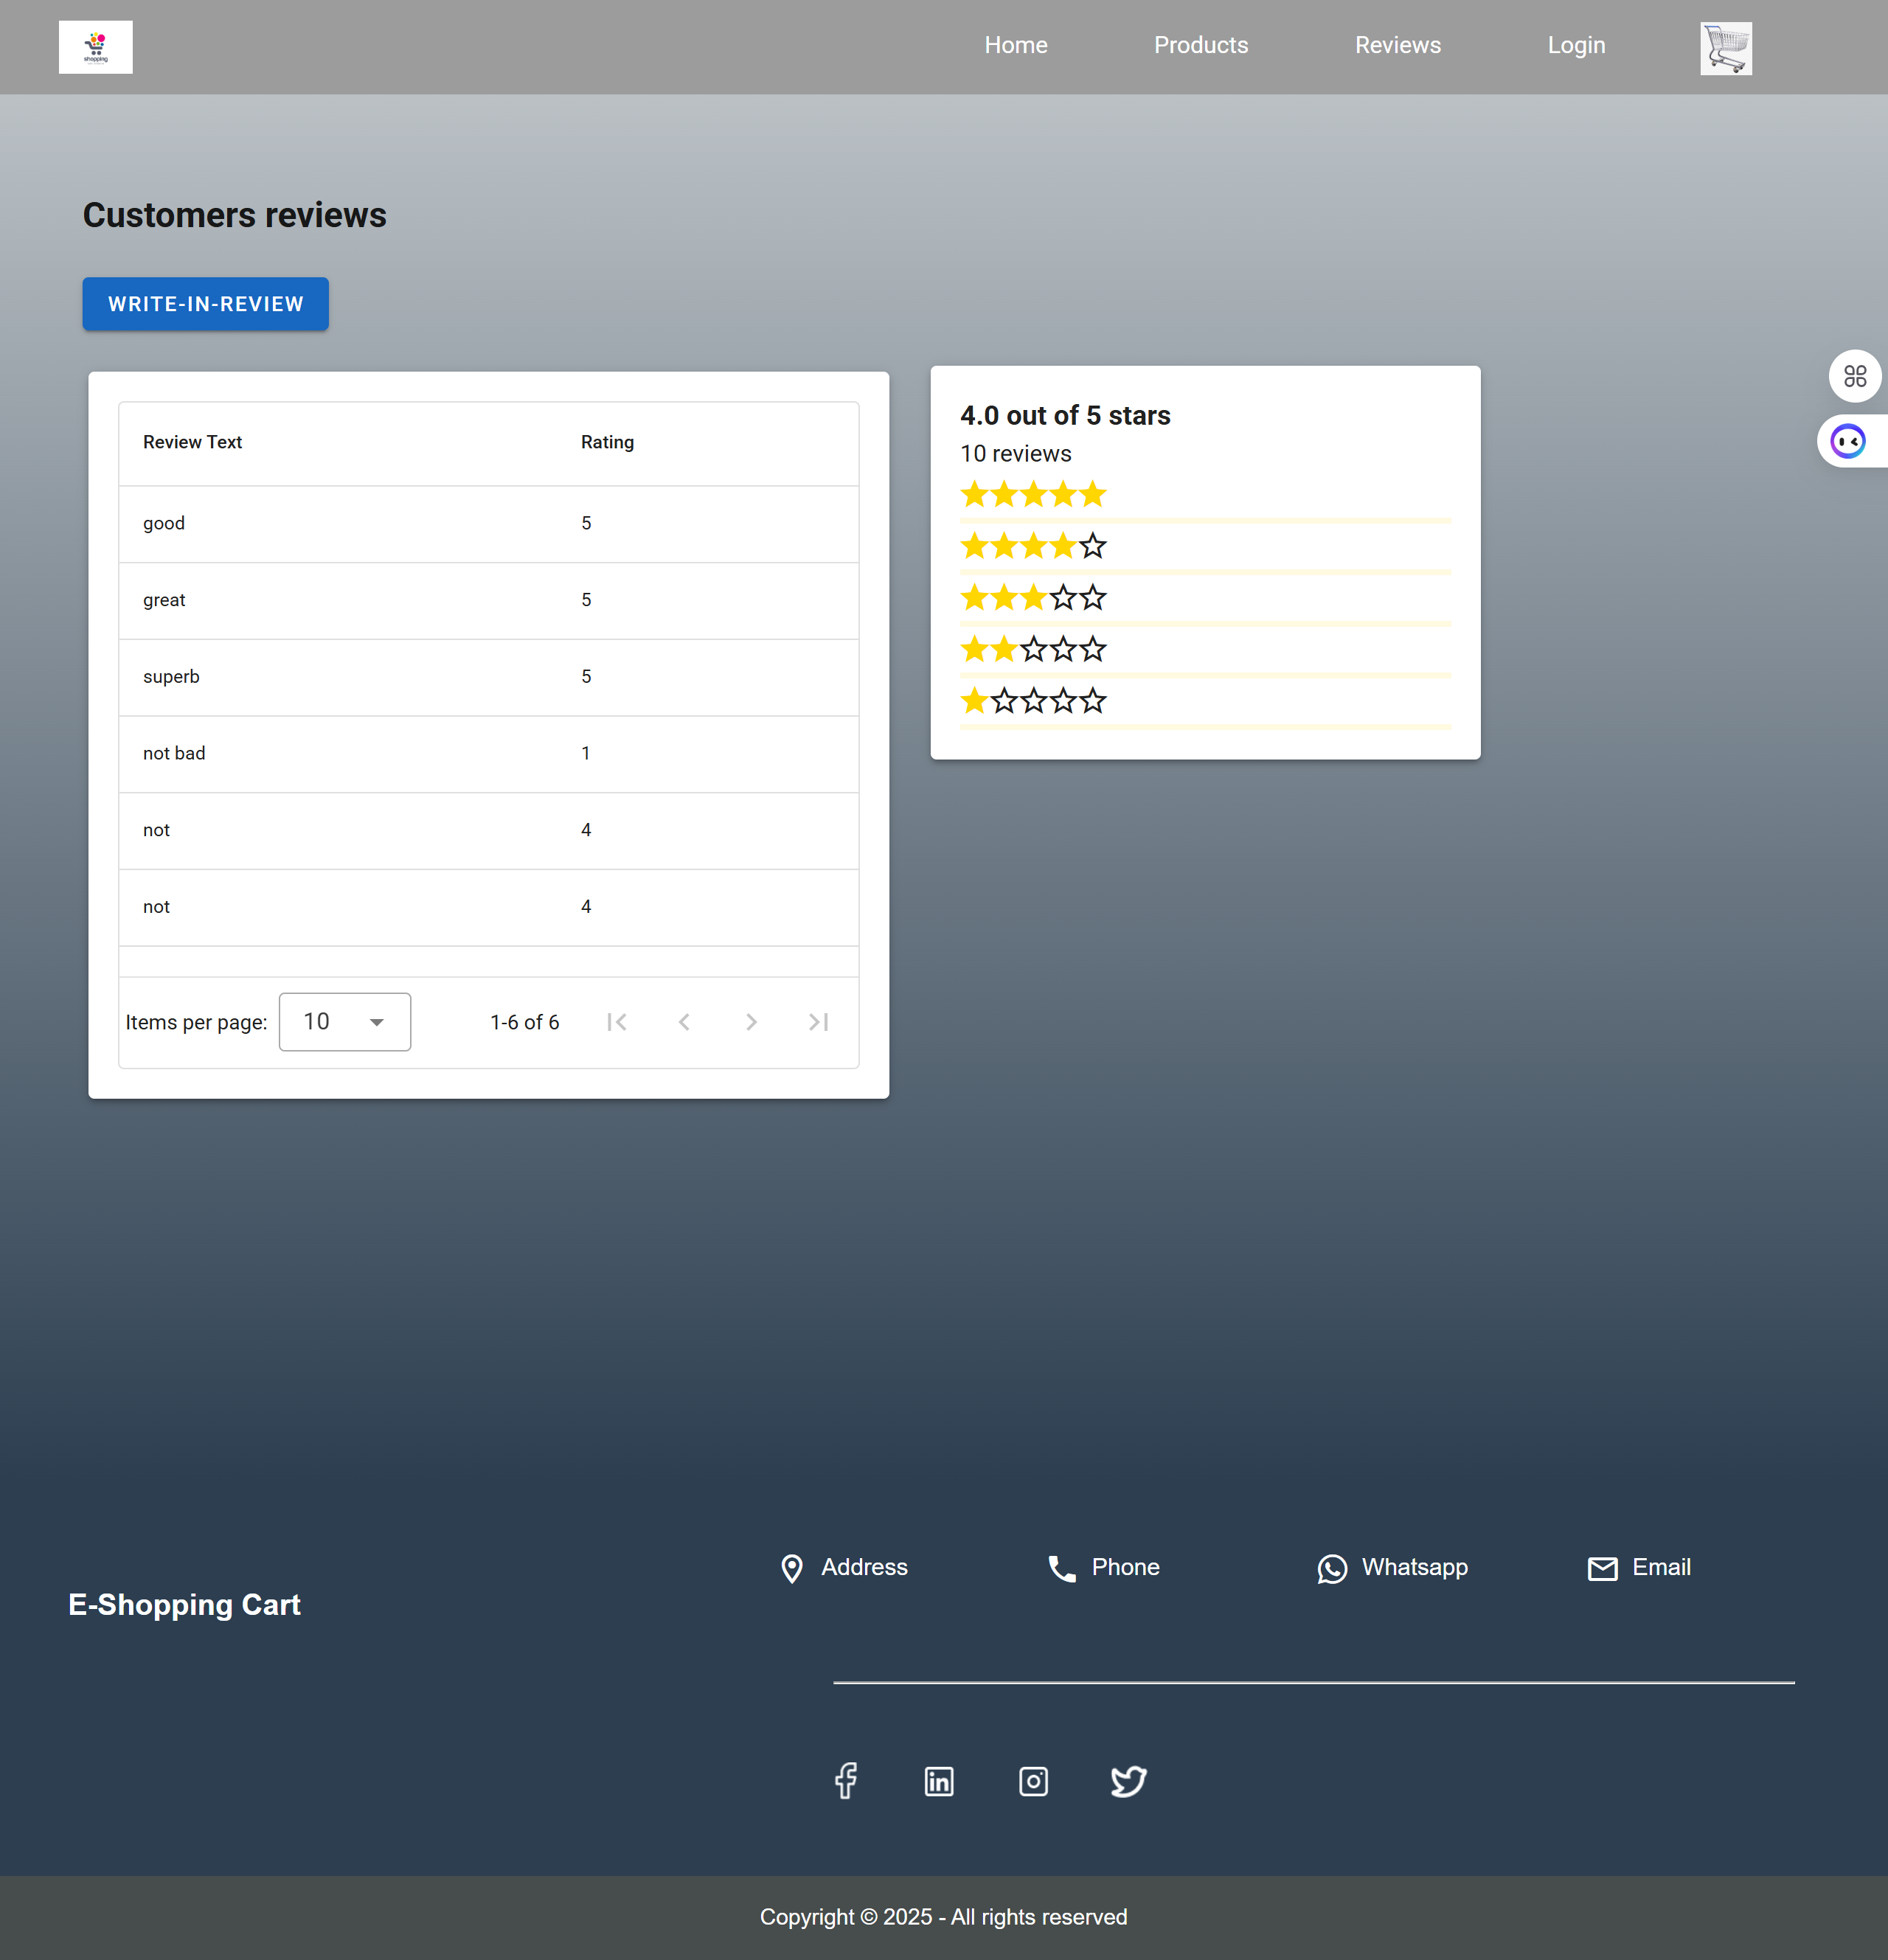 shopping
Home Products Reviews Login
Customers reviews
WRITE-IN-REVIEW
Review Text Rating
good 5
great 5
superb 5
not bad 1
not 4
not 4
Items per page: 10 1-6 of 6
4.0 out of 5 stars
10 reviews
Address Phone Whatsapp Email
E-Shopping Cart
Copyright © 2025 - All rights reserved